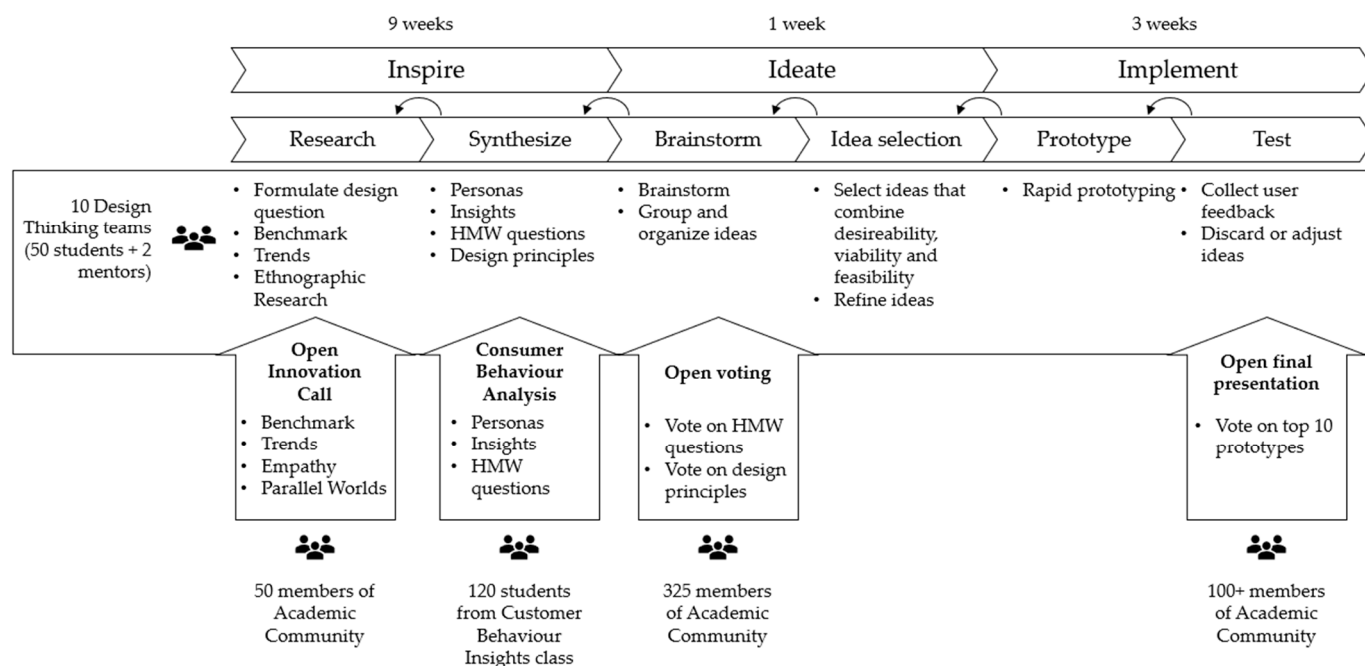 9 weeks
1 week
3 weeks
Inspire
Ideate
Implement
Research
Synthesize
Brainstorm
Idea selection
Prototype
Test
10 Design
Thinking teams
(50 students + 2
mentors)
• Formulate design
question
• Benchmark
• Trends
• Ethnographic
Research
• Personas
• Insights
• HMW questions
• Design principles
• Brainstorm
• Group and
organize ideas
• Select ideas that
combine
desireability,
viability and
feasibility
• Refine ideas
• Rapid prototyping
• Collect user
feedback
• Discard or adjust
ideas
Open
Innovation
Call
• Benchmark
• Trends
• Empathy
• Parallel Worlds
Consumer
Behaviour
Analysis
• Personas
• Insights
• HMW
questions
Open voting
• Vote on HMW
questions
• Vote on design
principles
Open final
presentation
• Vote on top 10
prototypes
50 members of
Academic
Community
120 students
from Customer
Behaviour
Insights class
325 members
of Academic
Community
100+ members
of Academic
Community